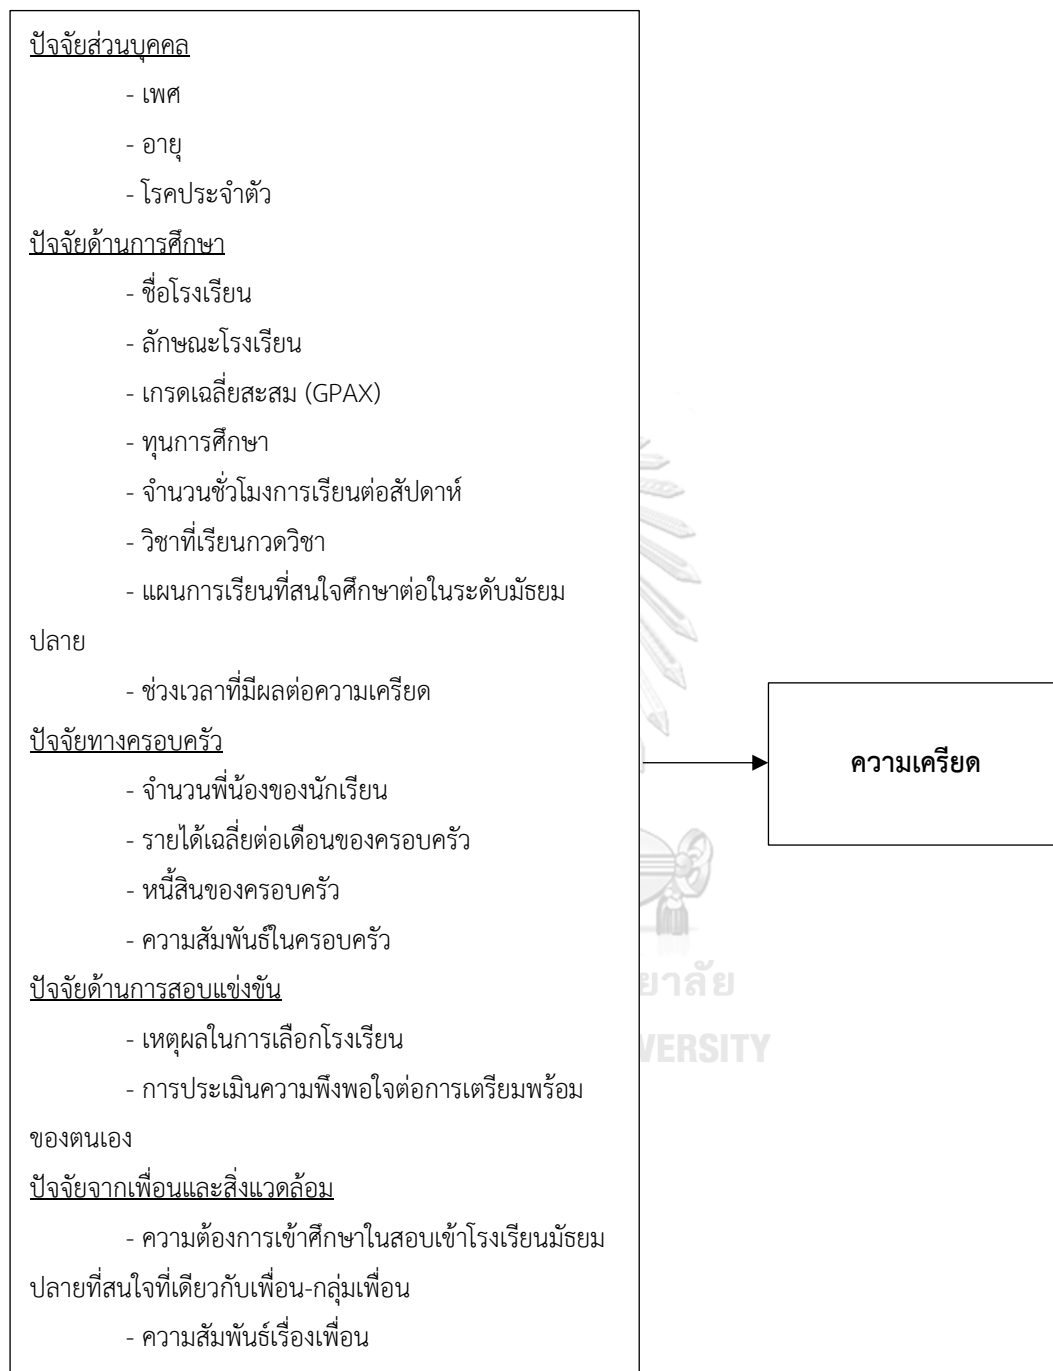 ปัจจัยส่วนบุคคล
- เพศ
- อายุ
- โรคประจำตัว
ปัจจัยด้านการศึกษา
- ชื่อโรงเรียน
- ลักษณะโรงเรียน
- เกรดเฉลี่ยสะสม (GPAX)
- ทุนการศึกษา
- จำนวนชั่วโมงการเรียนต่อสัปดาห์
- วิชาที่เรียนกวดวิชา
- แผนการเรียนที่สนใจศึกษาต่อในระดับมัธยม
ปลาย
- ช่วงเวลาที่มีผลต่อความเครียด
ปัจจัยทางครอบครัว
ความเครียด
- จำนวนพี่น้องของนักเรียน
- รายได้เฉลี่ยต่อเดือนของครอบครัว
- หนี้สินของครอบครัว
- ความสัมพันธ์ในครอบครัว
ปัจจัยด้านการสอบแข่งขัน
ยาลัย
- เหตุผลในการเลือกโรงเรียน
VERSITY
- การประเมินความพึงพอใจต่อการเตรียมพร้อม
ของตนเอง
ปัจจัยจากเพื่อนและสิ่งแวดล้อม
- ความต้องการเข้าศึกษาในสอบเข้าโรงเรียนมัธยม
ปลายที่สนใจที่เดียวกับเพื่อน-กลุ่มเพื่อน
- ความสัมพันธ์เรื่องเพื่อน